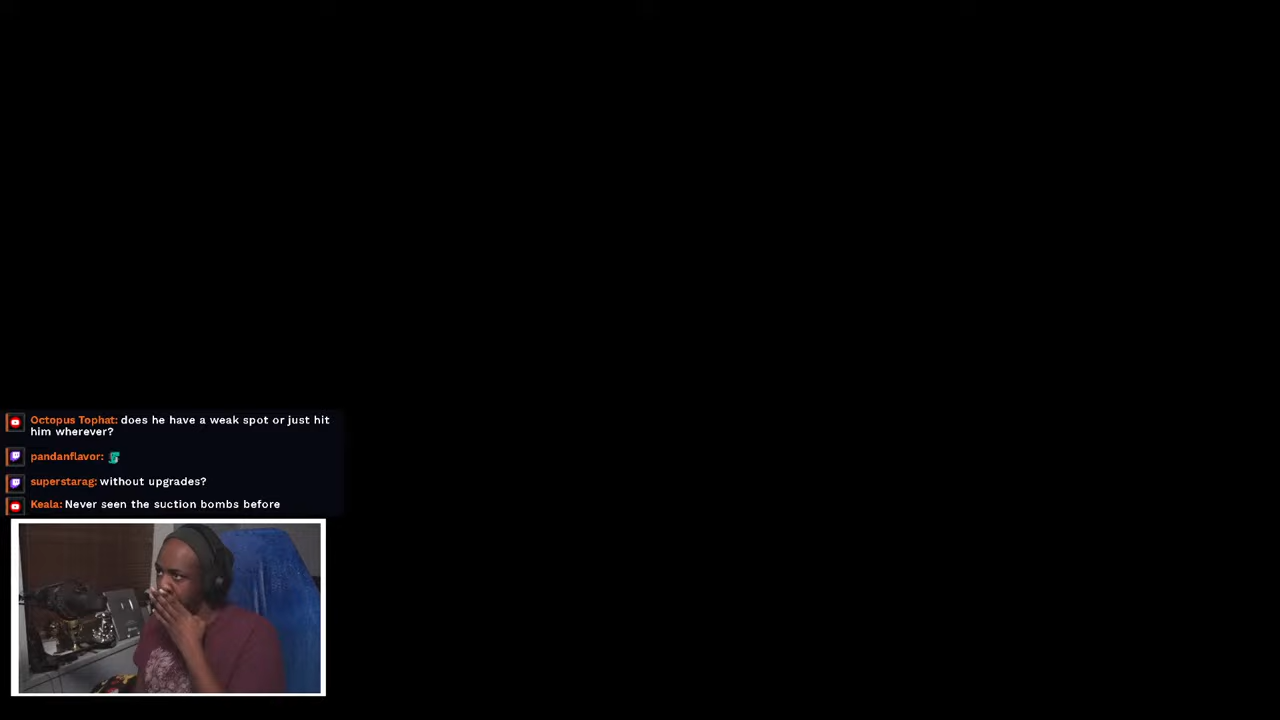 Octopus Tophat: does he have a weak spot or just hit
him wherever?
pandanflavor:
superstarag: without upgrades?
Keala: Never seen the suction bombs before